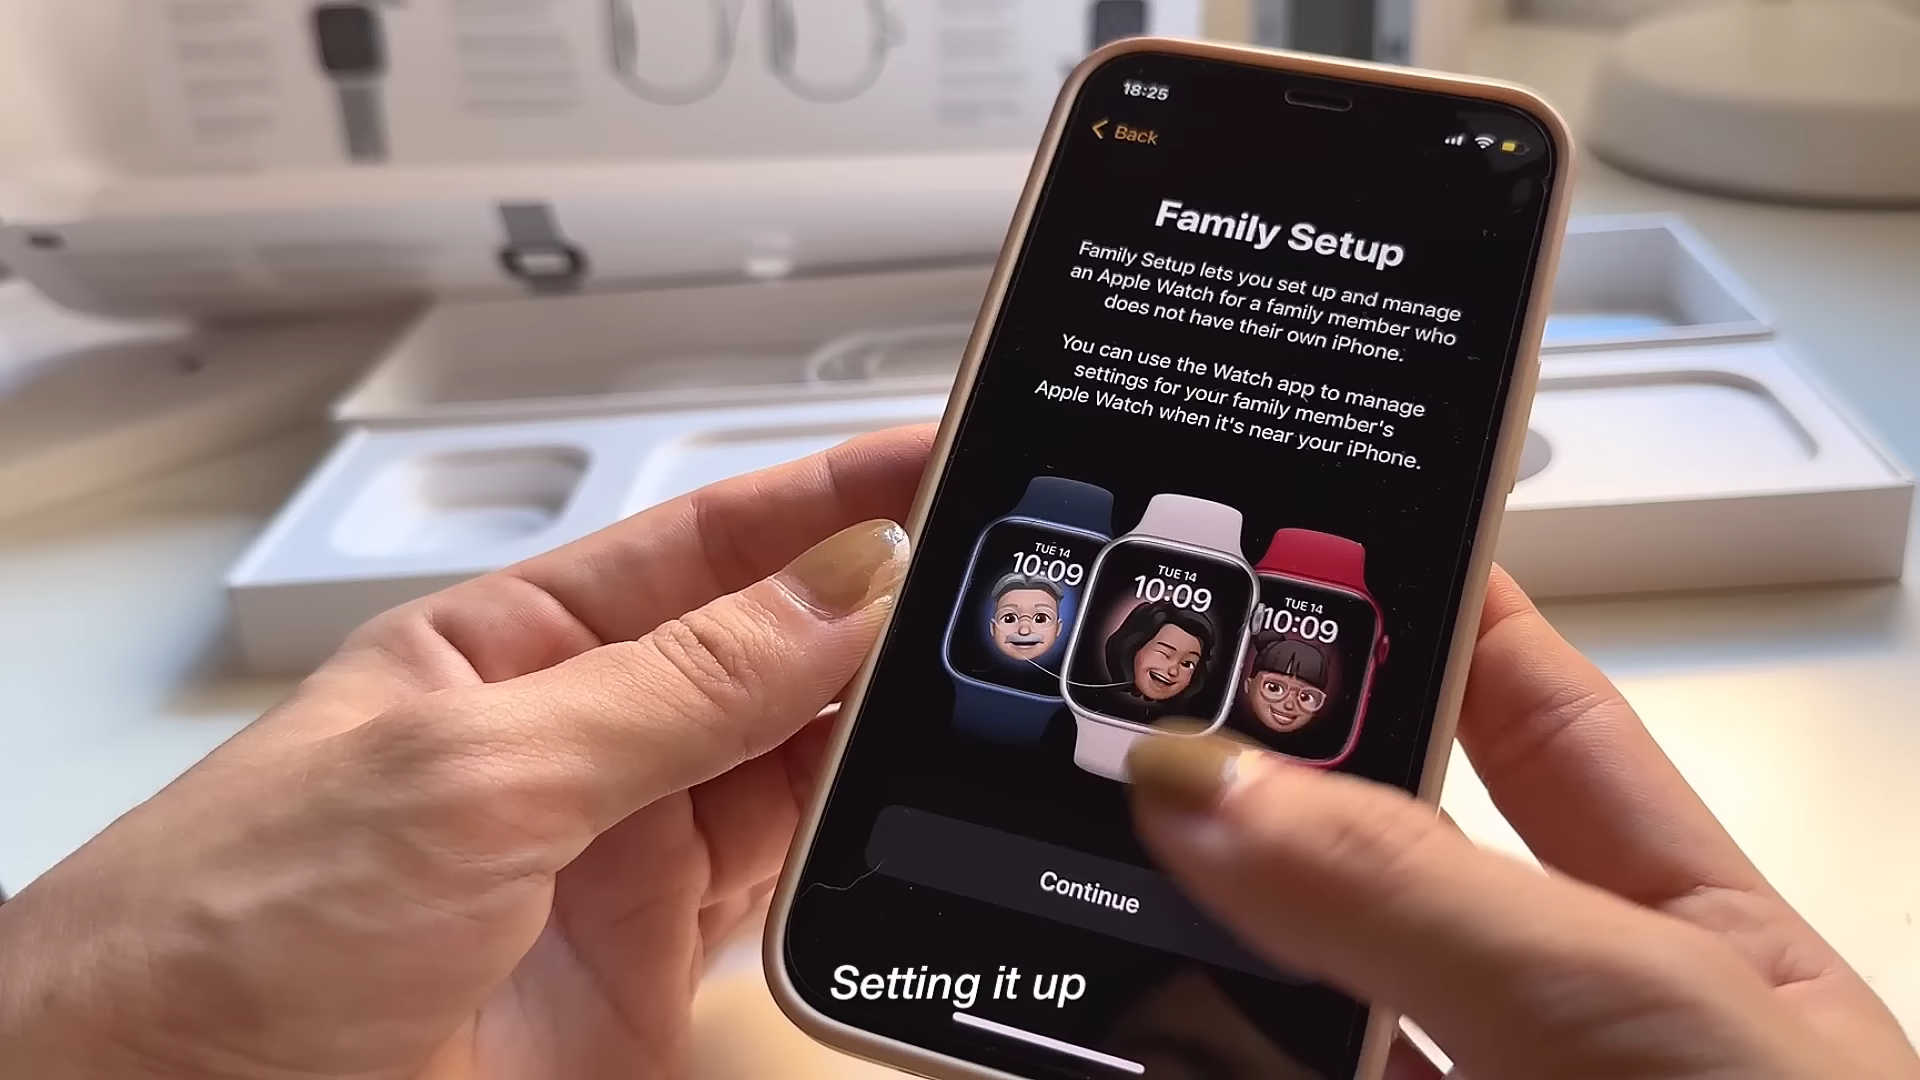 18:25
Back
Family Setup
Family Setup lets you set up and manage
an Apple Watch for a family member who
does not have their own iPhone.
You can use the Watch app to manage
settings for your family member's
Apple Watch when it's near your iPhone.
TUE 14
10:09
TUE 14
10:09
TUE 14
10:09
Continue
Setting it up